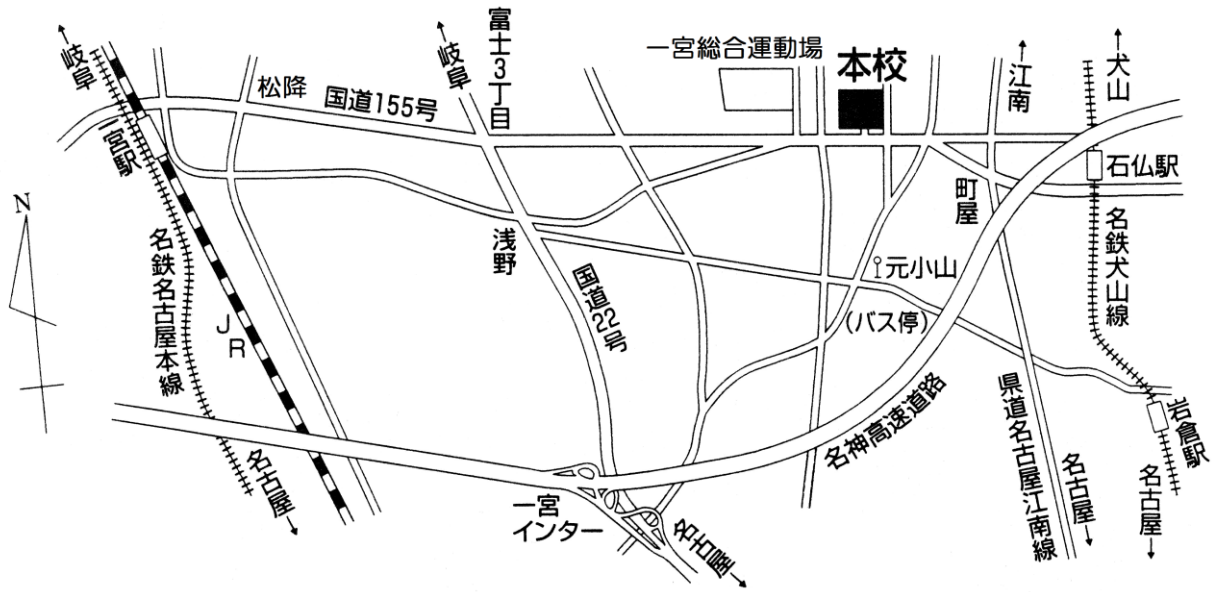 岐阜
岐阜
富士3丁目
一宮総合運動場
本校
江南
犬山
松降
国道155号
一宮駅
石仏駅
町屋
N
浅野
名鉄名古屋本線
JR
国道22号
元小山
(バス停)
名鉄犬山線
名神高速道路
県道名古屋江南線
岩倉駅
名古屋
一宮
インター
名古屋
名古屋
名古屋